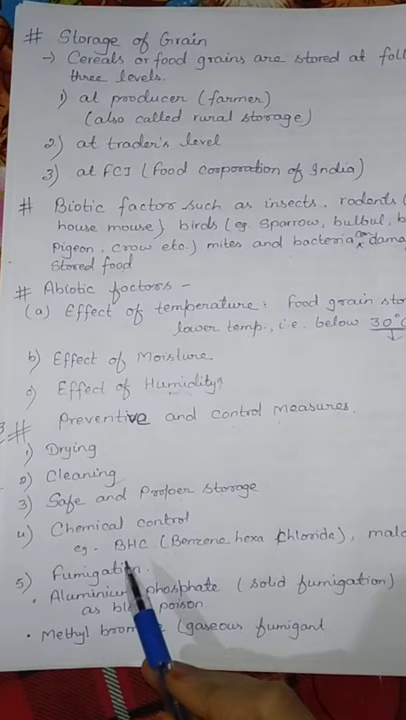 # Storage of Grain
→ Cereals or food grains are stored at foll
three levels.
1) at producer (farmer)
(also called rural storage)
2) at trader's level
3) at FCI (Food corporation of India)
# Biotic factors such as insects, rodents (
house mouse) birds (eg. Sparrow, bulbul, b
Pigeon, crow etc.) mites and bacteria can dama
Stored food
# Abiotic factors -
(a) Effect of temperature: Food grain sto
lower temp., i.e. below 30°C
b) Effect of Moisture
c) Effect of Humidity
# Preventive and control measures.
1) Drying
2) Cleaning
3) Safe and Proper storage
4) Chemical control
eg - BHC (Benzene hexa Chloride), mala
5) Fumigation.
• Aluminium phosphate (solid fumigation)
as poison
• Methyl (gaseous fumigant